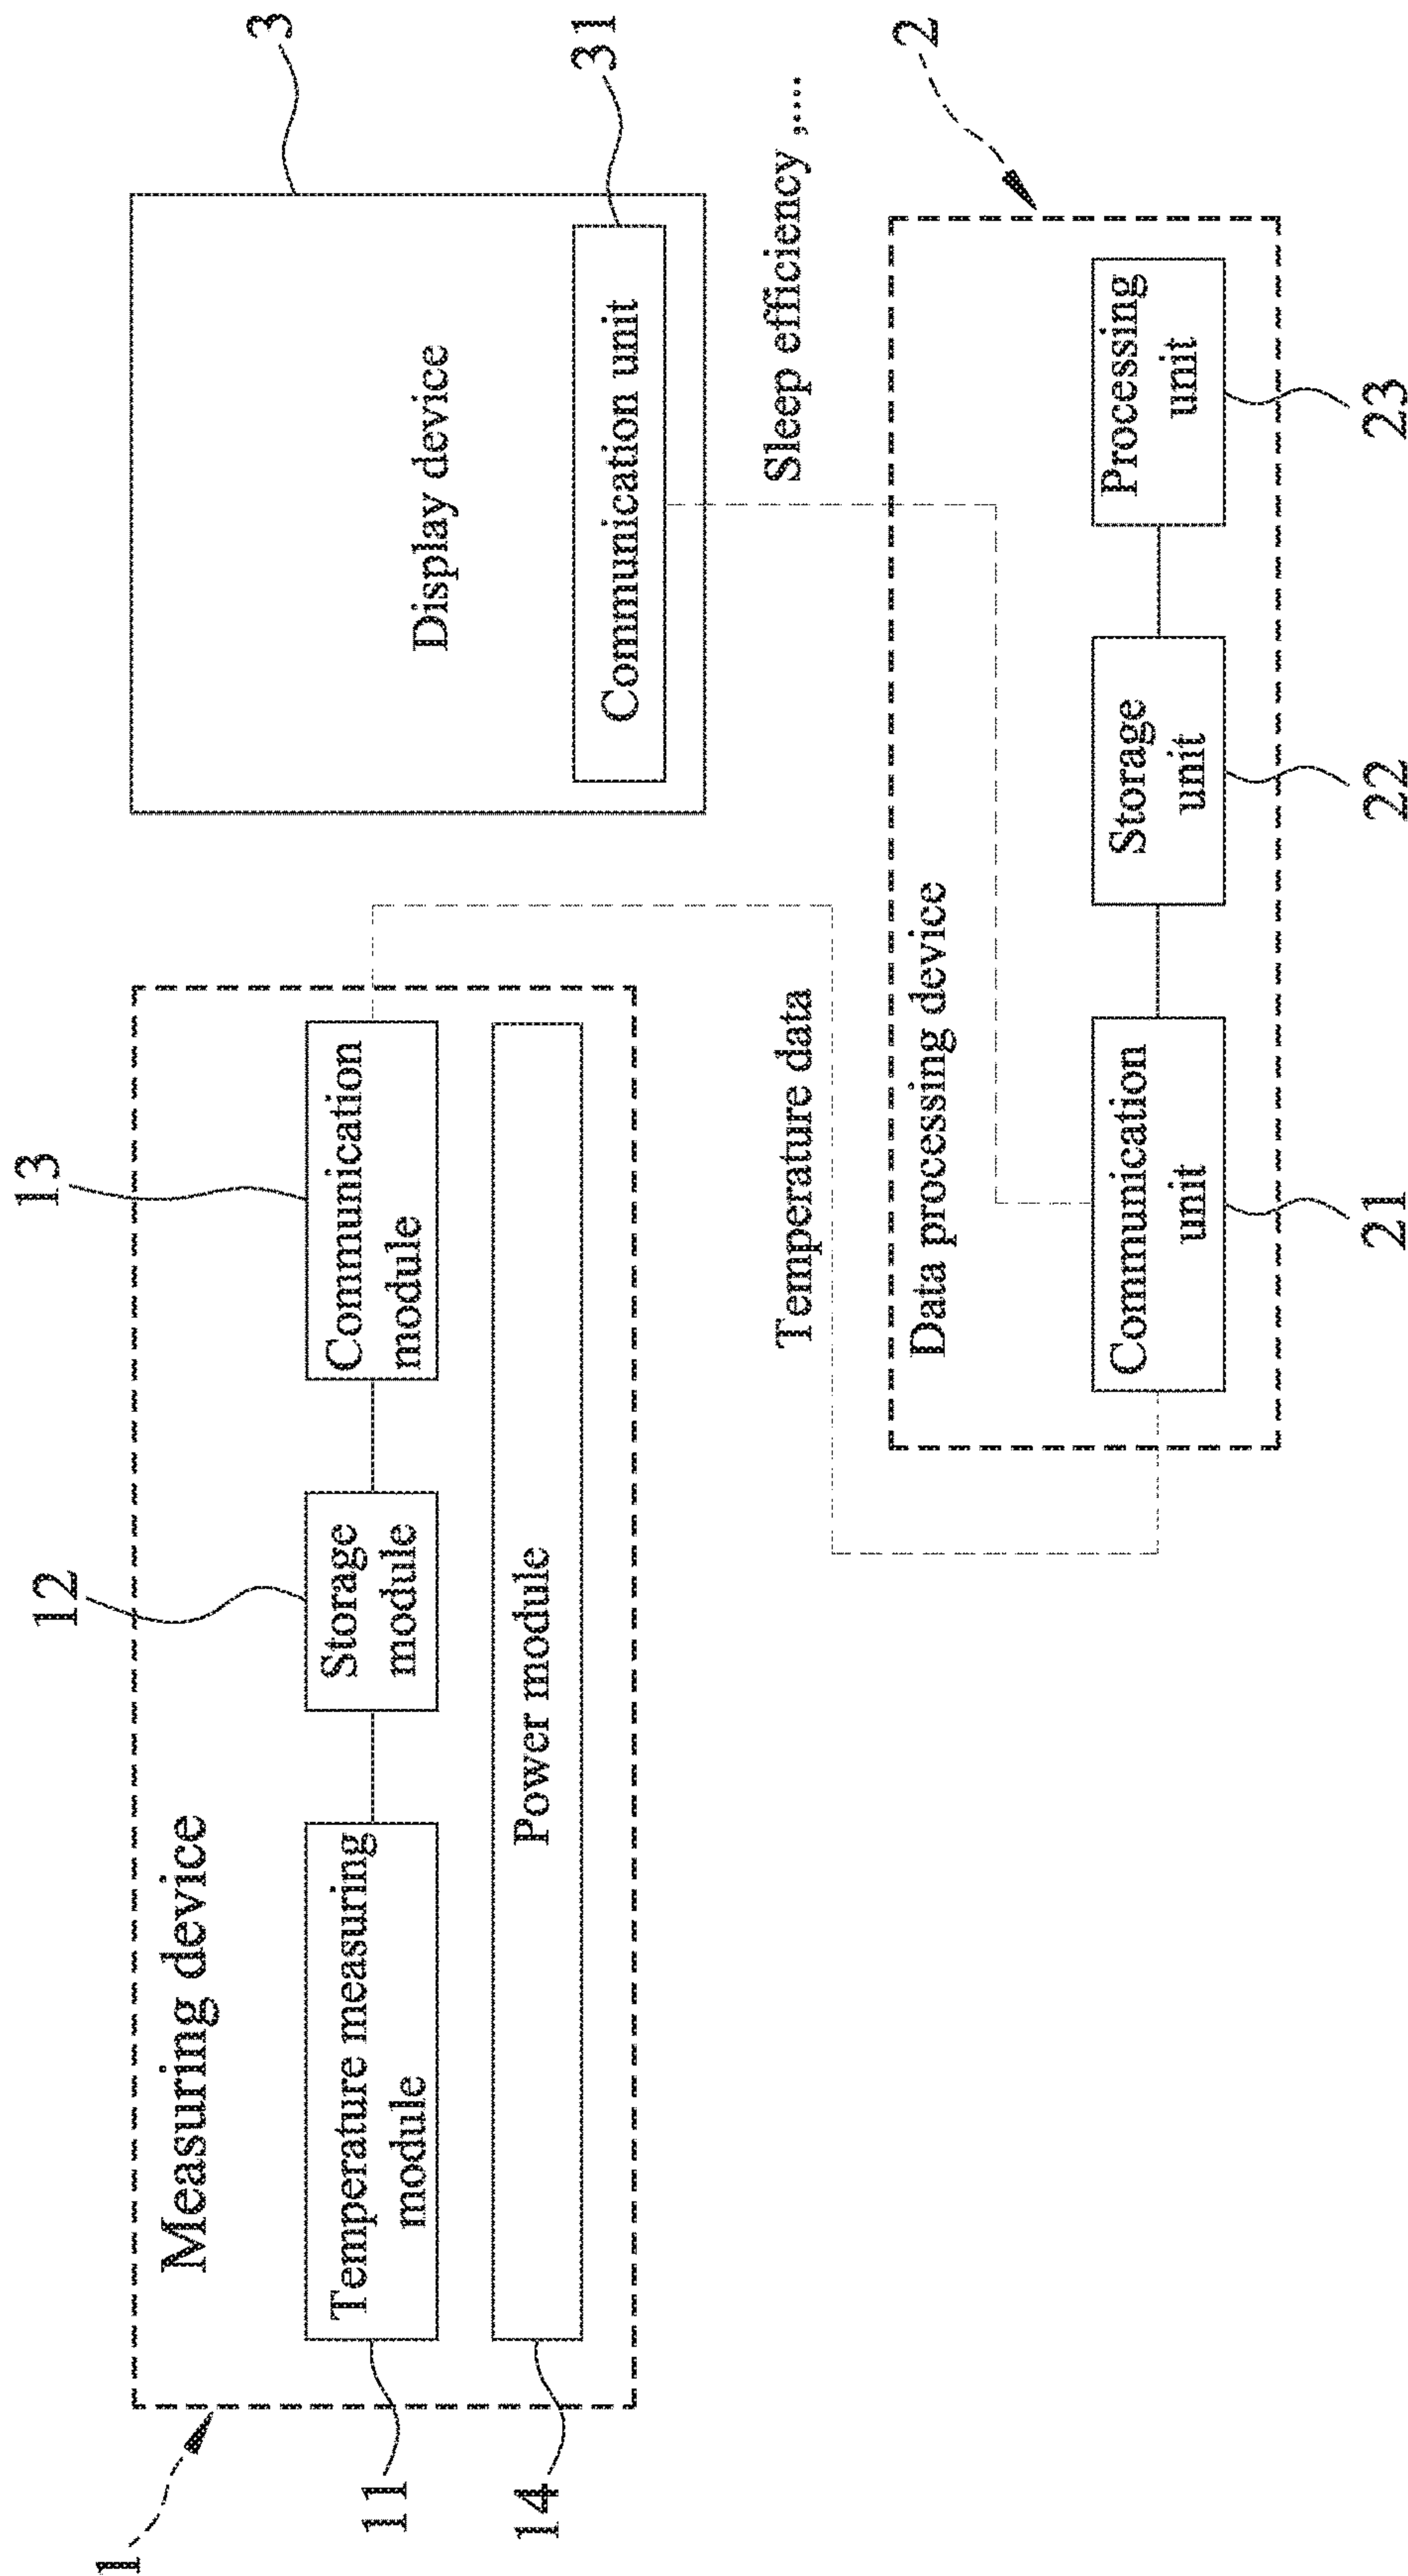 1
Measuring device
12
13
Temperature measuring
module
Storage
module
Communication
module
11
Power module
14
3
Display device
Communication unit
31
Temperature data
Sleep efficiency ,....
2
Data processing device
Communication
unit
Storage
unit
Processing
unit
21
22
23